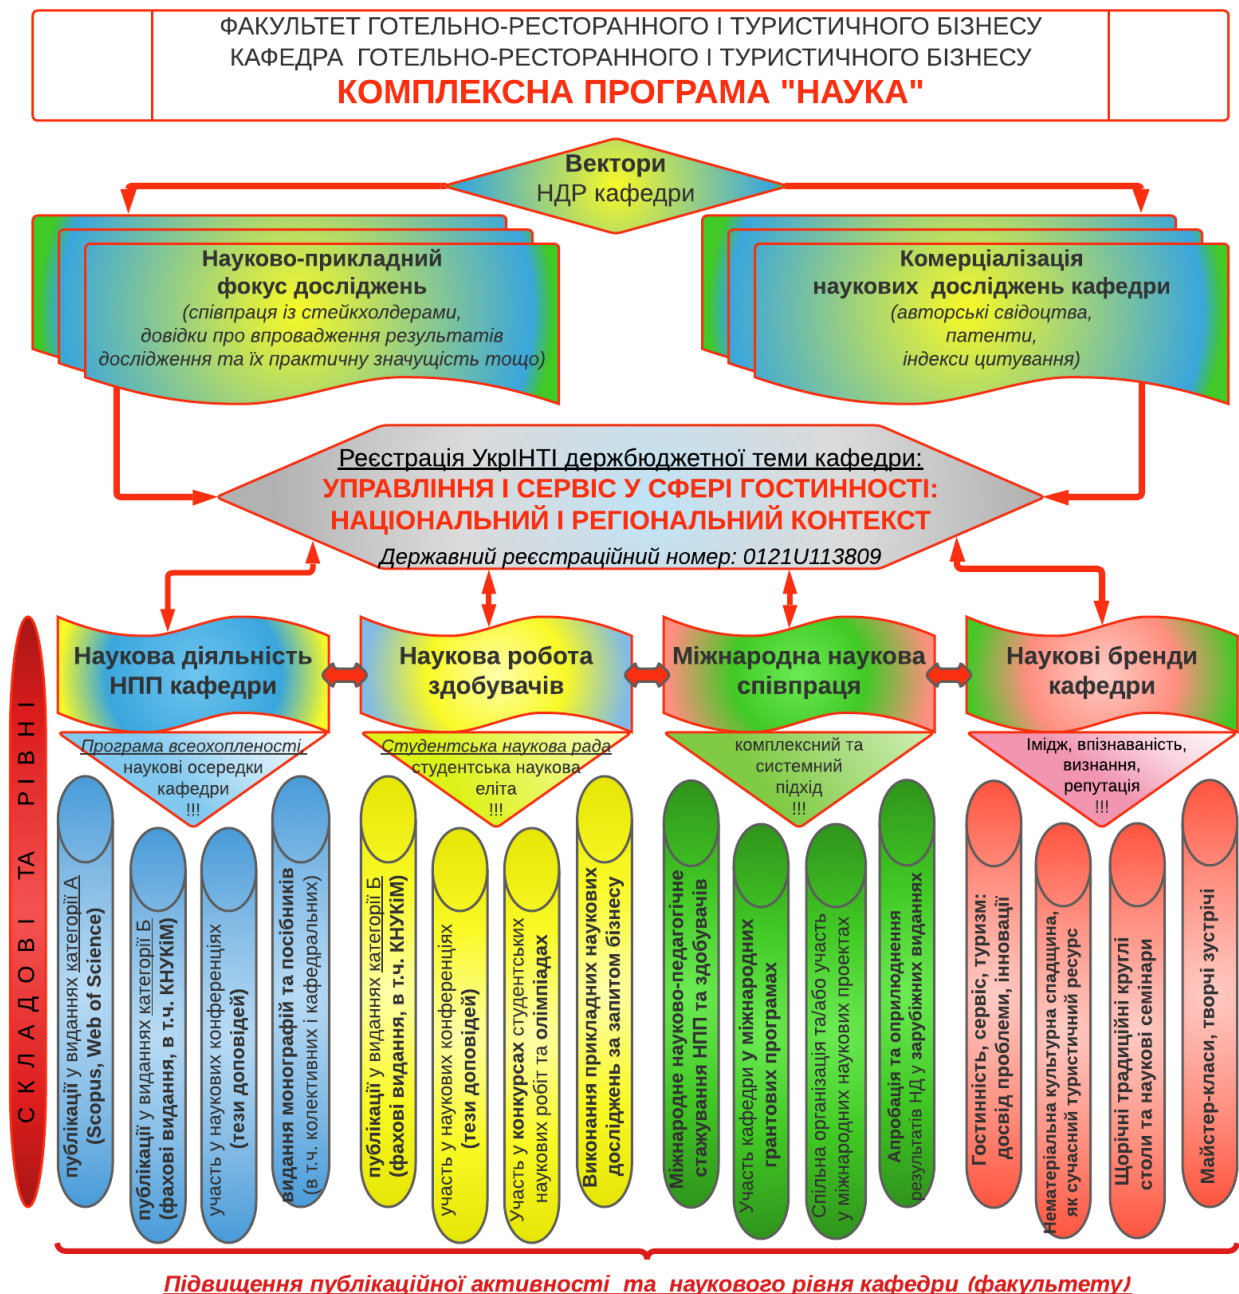 ФАКУЛЬТЕТ ГОТЕЛЬНО-РЕСТОРАННОГО І ТУРИСТИЧНОГО БІЗНЕСУ
КАФЕДРА ГОТЕЛЬНО-РЕСТОРАННОГО І ТУРИСТИЧНОГО БІЗНЕСУ
КОМПЛЕКСНА ПРОГРАМА "НАУКА"
Вектори
НДР кафедри
Науково-прикладний
фокус досліджень
(співпраця із стейкхолдерами,
довідки про впровадження результатів
дослідження та їх практичну значущість тощо)
Комерціалізація
наукових досліджень кафедри
(авторські свідоцтва,
патенти,
індекси цитування)
Реєстрація УкрІНТІ держбюджетної теми кафедри:
УПРАВЛІННЯ І СЕРВІС У СФЕРІ ГОСТИННОСТІ:
НАЦІОНАЛЬНИЙ І РЕГІОНАЛЬНИЙ КОНТЕКСТ
Державний реєстраційний номер: 0121U113809
СКЛАДОВІ ТА РІВНІ
Наукова діяльність
НПП кафедри
Програма всеохопленості,
наукові осередки
кафедри
!!!
публікації у виданнях категорії А
(Scopus, Web of Science)
публікації у виданнях категорії Б
(фахові видання, в т.ч. КНУКіМ)
участь у наукових конференціях
(тези доповідей)
видання монографій та посібників
(в т.ч. колективних і кафедральних)
Наукова робота
здобувачів
Студентська наукова рада
студентська наукова
еліта
!!!
публікації у виданнях категорії Б
(фахові видання, в т.ч. КНУКіМ)
участь у наукових конференціях
(тези доповідей)
Участь у конкурсах студентських
наукових робіт та олімпіадах
Виконання прикладних наукових
досліджень за запитом бізнесу
Міжнародна наукова
співпраця
комплексний та
системний
підхід
!!!
Міжнародне науково-педагогічне
стажування НПП та здобувачів
Участь кафедри у міжнародних
грантових програмах
Спільна організація та/або участь
у міжнародних наукових проектах
Апробація та оприлюднення
результатів НД у зарубіжних виданнях
Наукові бренди
кафедри
Імідж, впізнаваність,
визнання,
репутація
!!!
Гостинність, сервіс, туризм:
досвід проблеми, інновації
Нематеріальна культурна спадщина,
як сучасний туристичний ресурс
Щорічні традиційні круглі
столи та наукові семінари
Майстер-класи, творчі зустрічі
Підвищення публікаційної активності та наукового рівня кафедри (факультету)